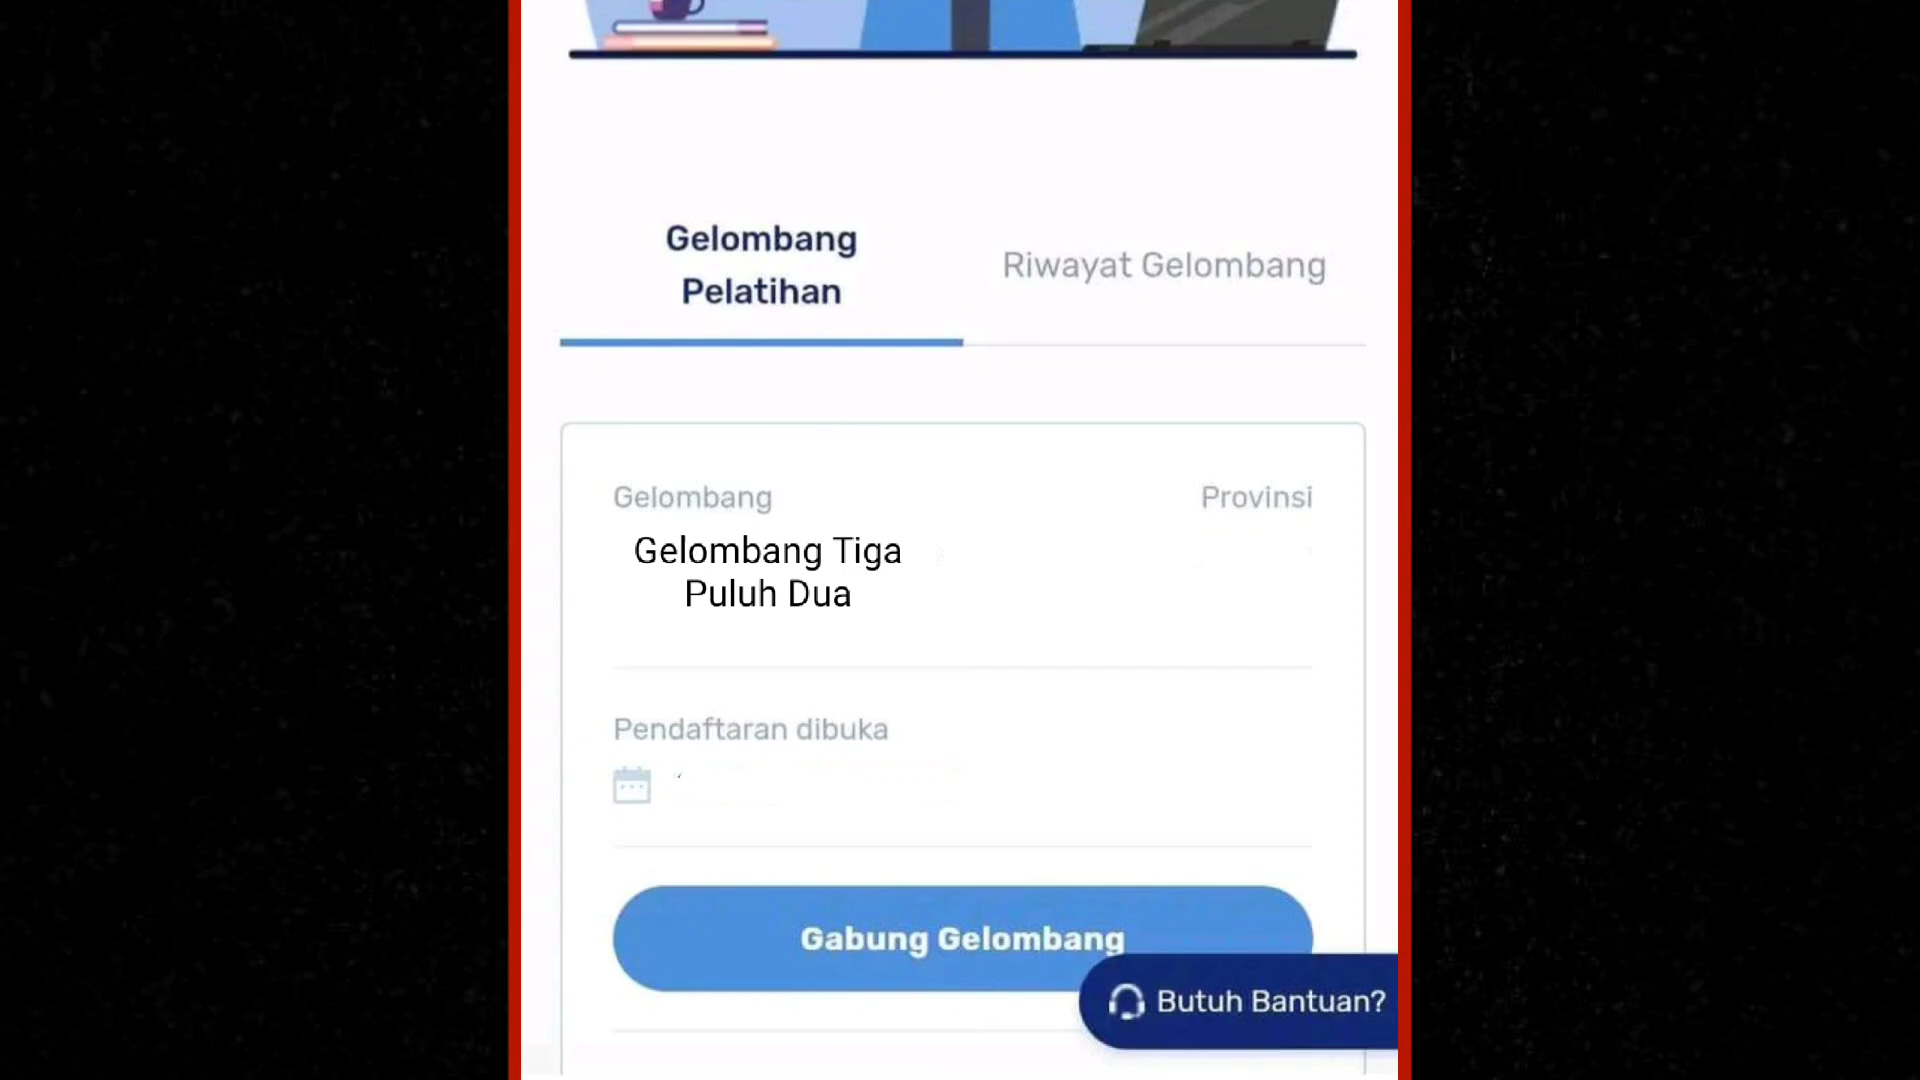 Gelombang
Pelatihan
Riwayat Gelombang
Gelombang
Provinsi
Gelombang Tiga
Puluh Dua
Pendaftaran dibuka
Gabung Gelombang
Butuh Bantuan?